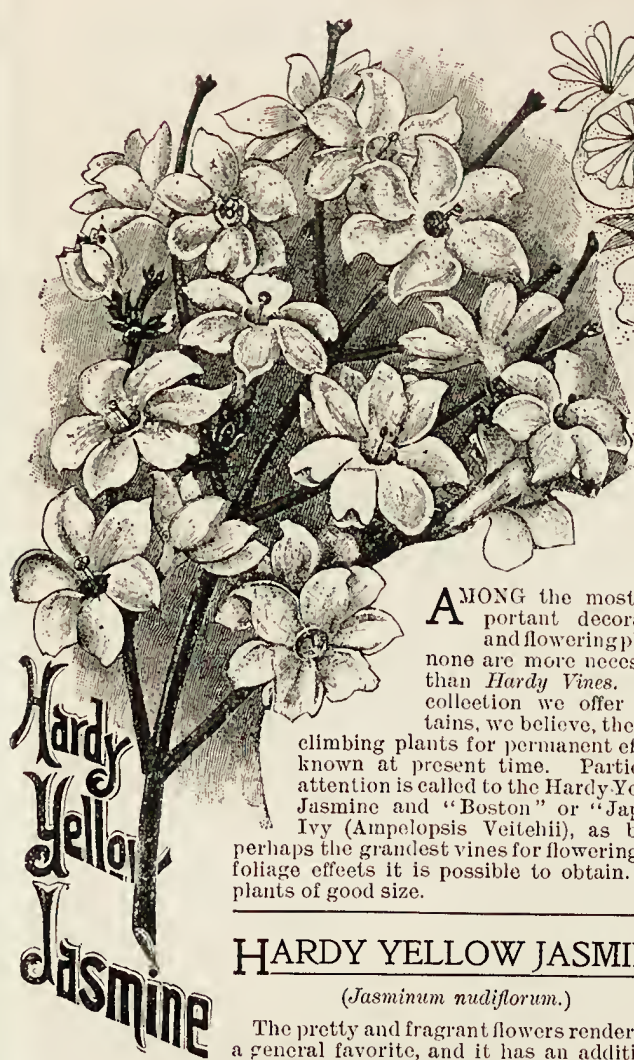 Hardy
Yellow
Jasmine
AMONG the most
portant decora
and flowering p
none are more neces
than Hardy Vines.
collection we offer
tains, we believe, the
climbing plants for permanent ef
known at present time. Partic
attention is called to the Hardy Ye
Jasmine and "Boston" or "Jap
Ivy (Ampelopsis Veitchii), as b
perhaps the grandest vines for flowering
foliage effects it is possible to obtain.
plants of good size.
HARDY YELLOW JASMI
(Jasminum nudiflorum.)
The pretty and fragrant flowers render
a general favorite, and it has an additi